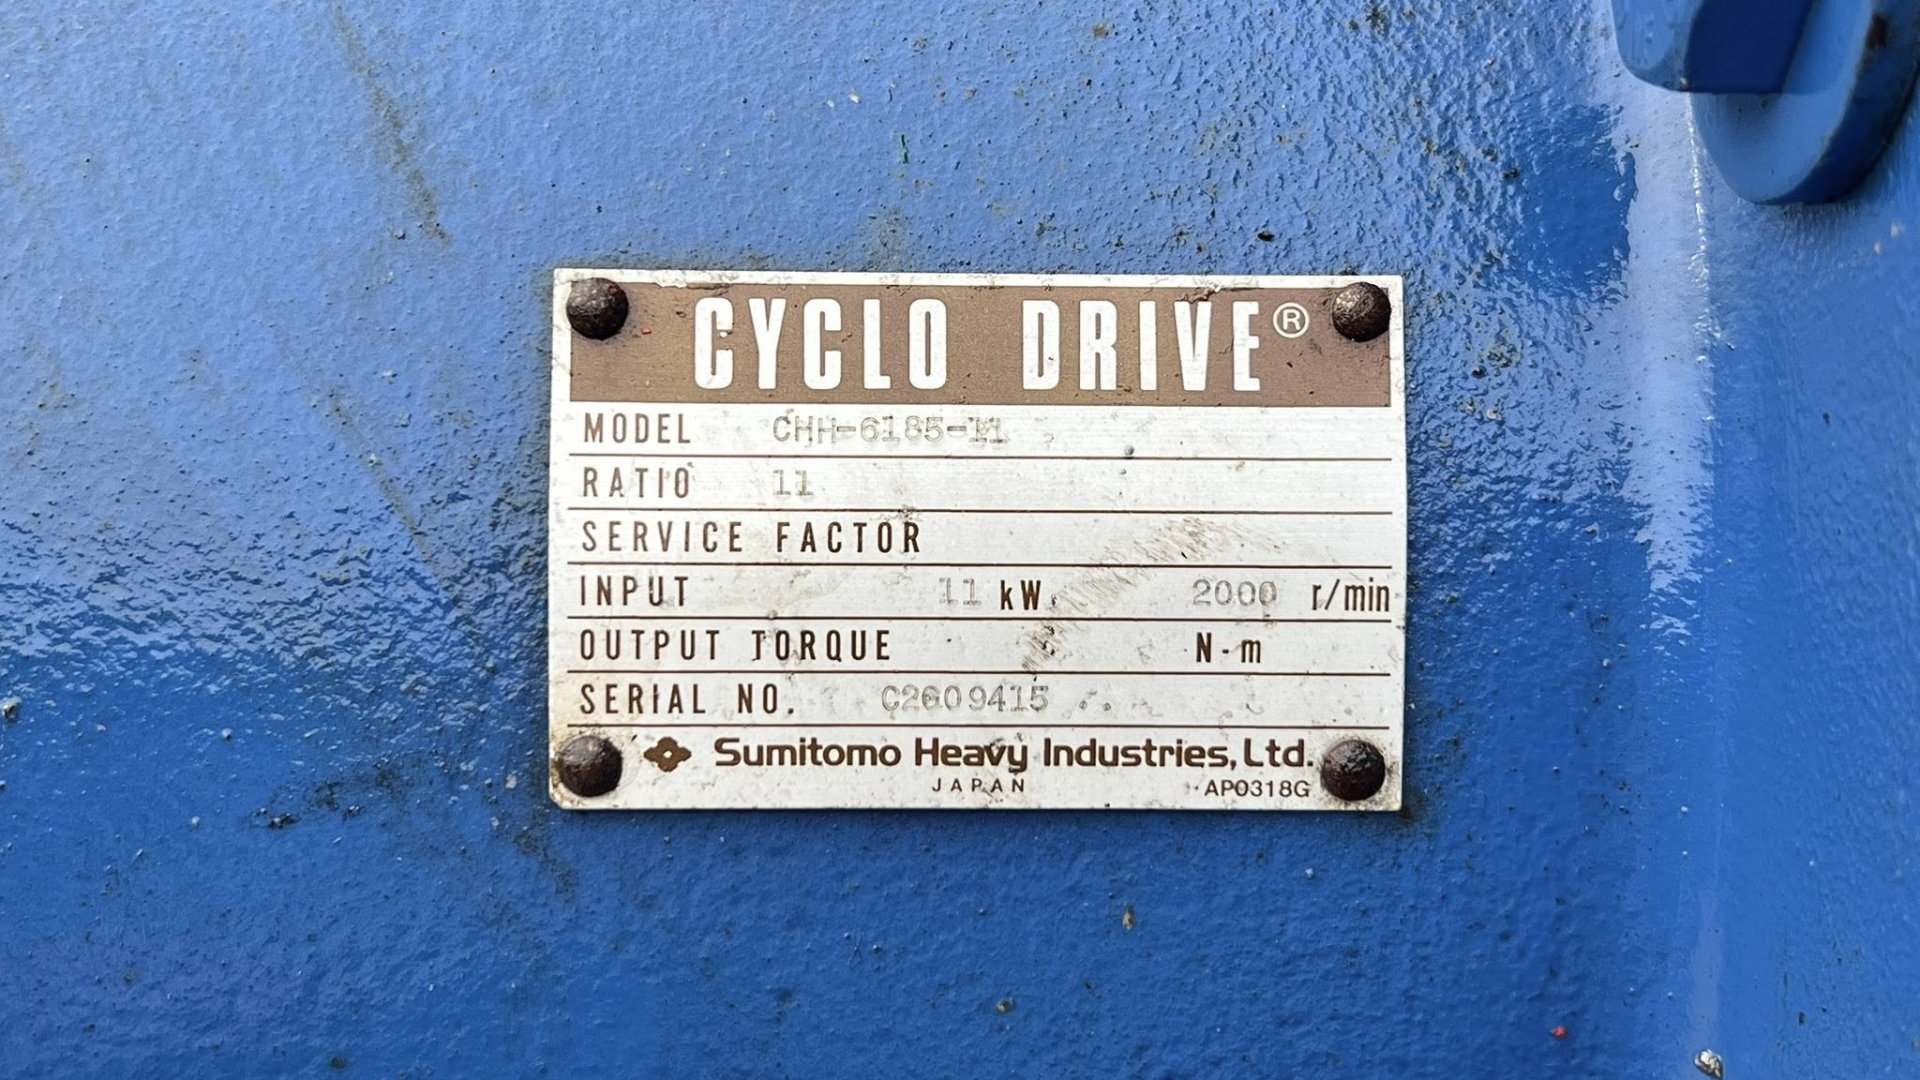 CYCLO DRIVE®
MODEL CHH-6185-11
RATIO 11
SERVICE FACTOR
INPUT 11 kW 2000 r/min
OUTPUT TORQUE N-m
SERIAL NO. C2609415
Sumitomo Heavy Industries, Ltd.
JAPAN AP0318G